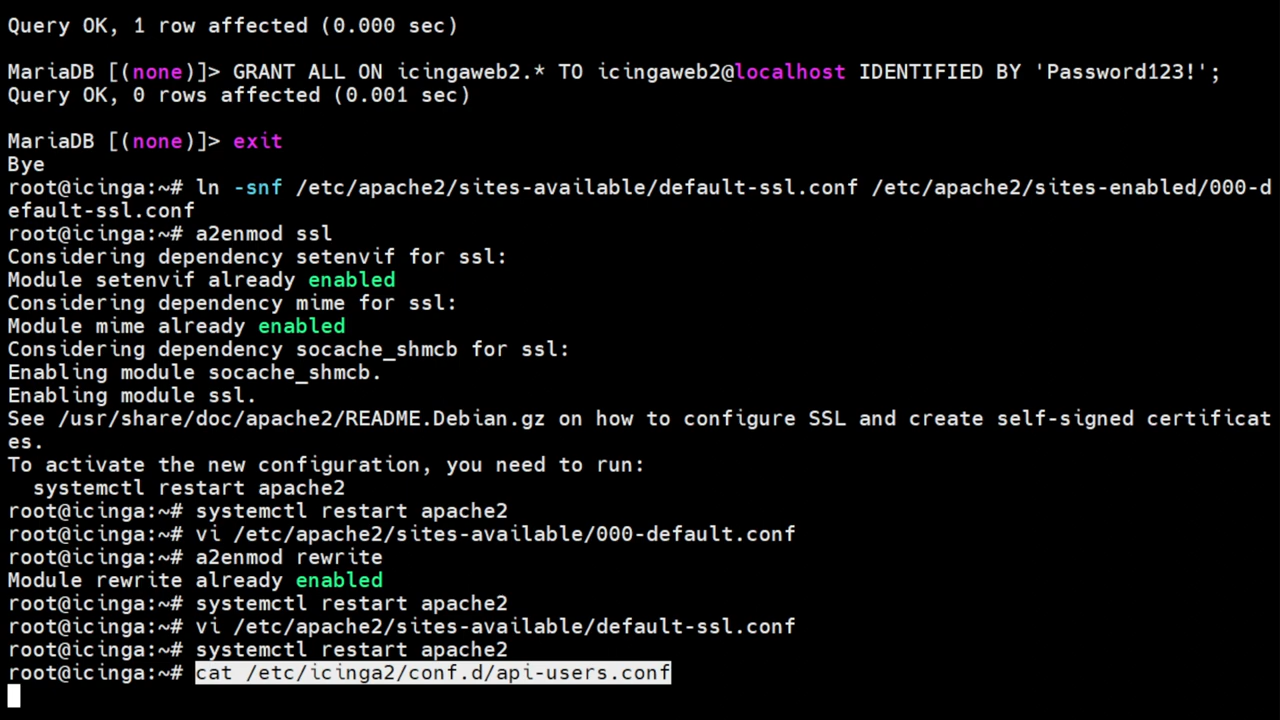 Query OK, 1 row affected (0.000 sec)
MariaDB [(none)]> GRANT ALL ON icingaweb2.* TO icingaweb2@localhost IDENTIFIED BY 'Password123!';
Query OK, 0 rows affected (0.001 sec)
MariaDB [(none)]> exit
Bye
root@icinga:~# ln -snf /etc/apache2/sites-available/default-ssl.conf /etc/apache2/sites-enabled/000-d
efault-ssl.conf
root@icinga:~# a2enmod ssl
Considering dependency setenvif for ssl:
Module setenvif already enabled
Considering dependency mime for ssl:
Module mime already enabled
Considering dependency socache_shmcb for ssl:
Enabling module socache_shmcb.
Enabling module ssl.
See /usr/share/doc/apache2/README.Debian.gz on how to configure SSL and create self-signed certificat
es.
To activate the new configuration, you need to run:
  systemctl restart apache2
root@icinga:~# systemctl restart apache2
root@icinga:~# vi /etc/apache2/sites-available/000-default.conf
root@icinga:~# a2enmod rewrite
Module rewrite already enabled
root@icinga:~# systemctl restart apache2
root@icinga:~# vi /etc/apache2/sites-available/default-ssl.conf
root@icinga:~# systemctl restart apache2
root@icinga:~# cat /etc/icinga2/conf.d/api-users.conf